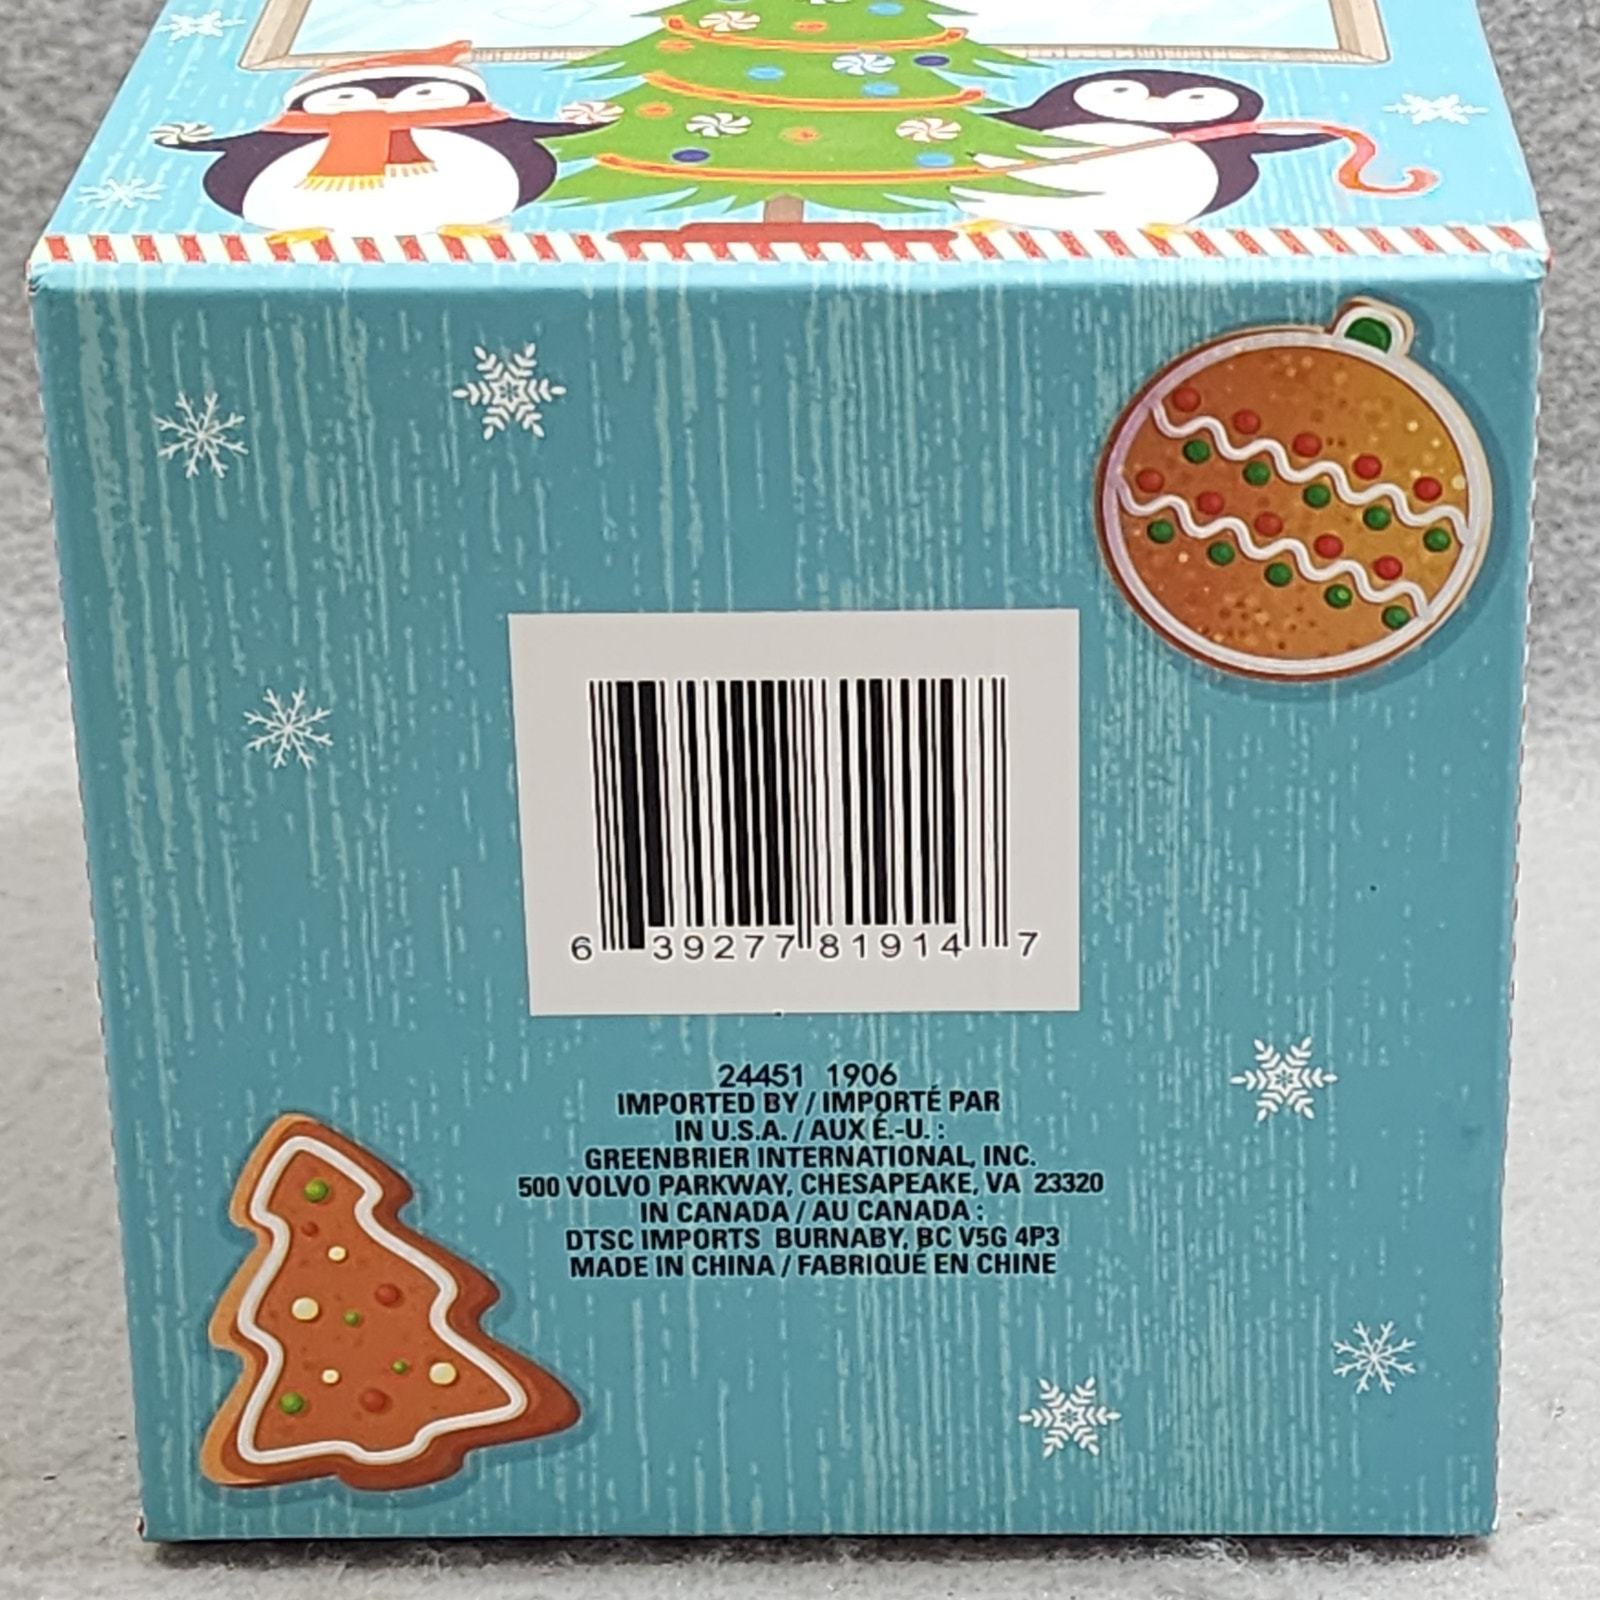 6 39277 81914 7
24451 1906
IMPORTED BY / IMPORTÉ PAR
IN U.S.A. / AUX É.-U. :
GREENBRIER INTERNATIONAL, INC.
500 VOLVO PARKWAY, CHESAPEAKE, VA 23320
IN CANADA / AU CANADA :
DTSC IMPORTS BURNABY, BC V5G 4P3
MADE IN CHINA / FABRIQUÉ EN CHINE